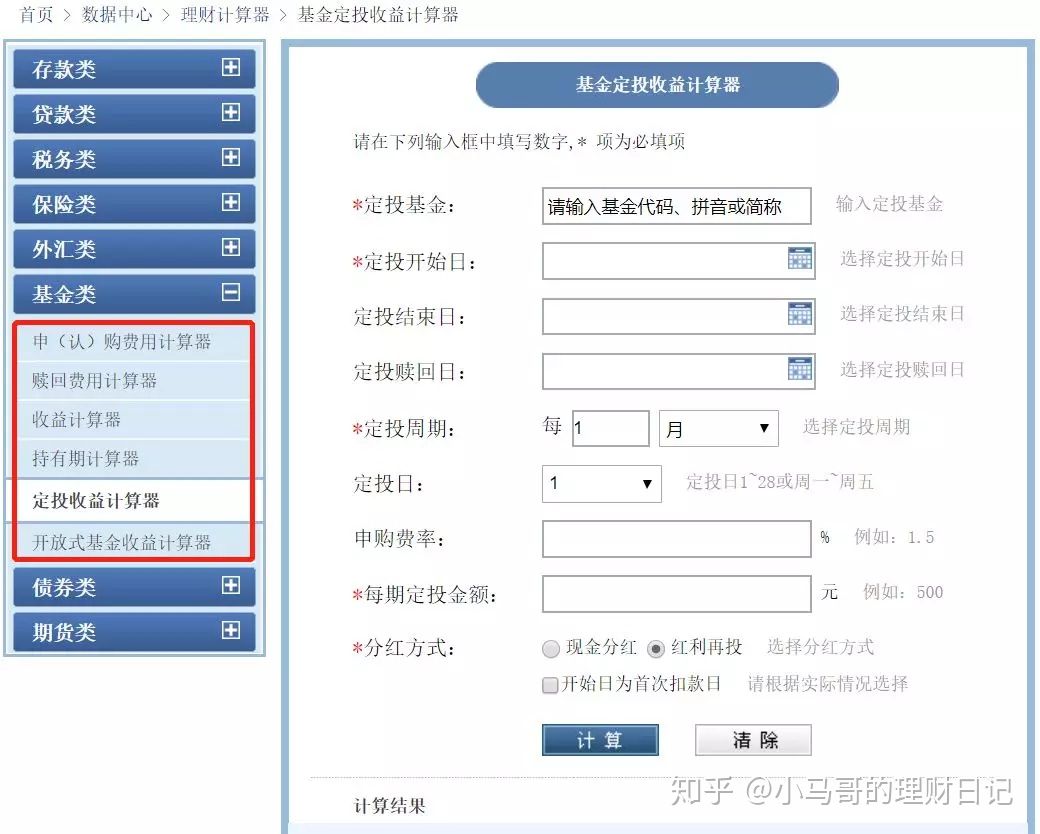 首页 > 数据中心 > 理财计算器 > 基金定投收益计算器
存款类
贷款类
税务类
保险类
外汇类
基金类
申（认）购费用计算器
赎回费用计算器
收益计算器
持有期计算器
定投收益计算器
开放式基金收益计算器
债券类
期货类
基金定投收益计算器
请在下列输入框中填写数字,* 项为必填项
*定投基金: 请输入基金代码、拼音或简称 输入定投基金
*定投开始日: 选择定投开始日
定投结束日: 选择定投结束日
定投赎回日: 选择定投赎回日
*定投周期: 每 1 月 选择定投周期
定投日: 1 定投日1~28或周一~周五
申购费率: % 例如: 1.5
*每期定投金额: 元 例如: 500
*分红方式: 现金分红 红利再投 选择分红方式
开始日为首次扣款日 请根据实际情况选择
计 算 清 除
计算结果
知乎 @小马哥的理财日记